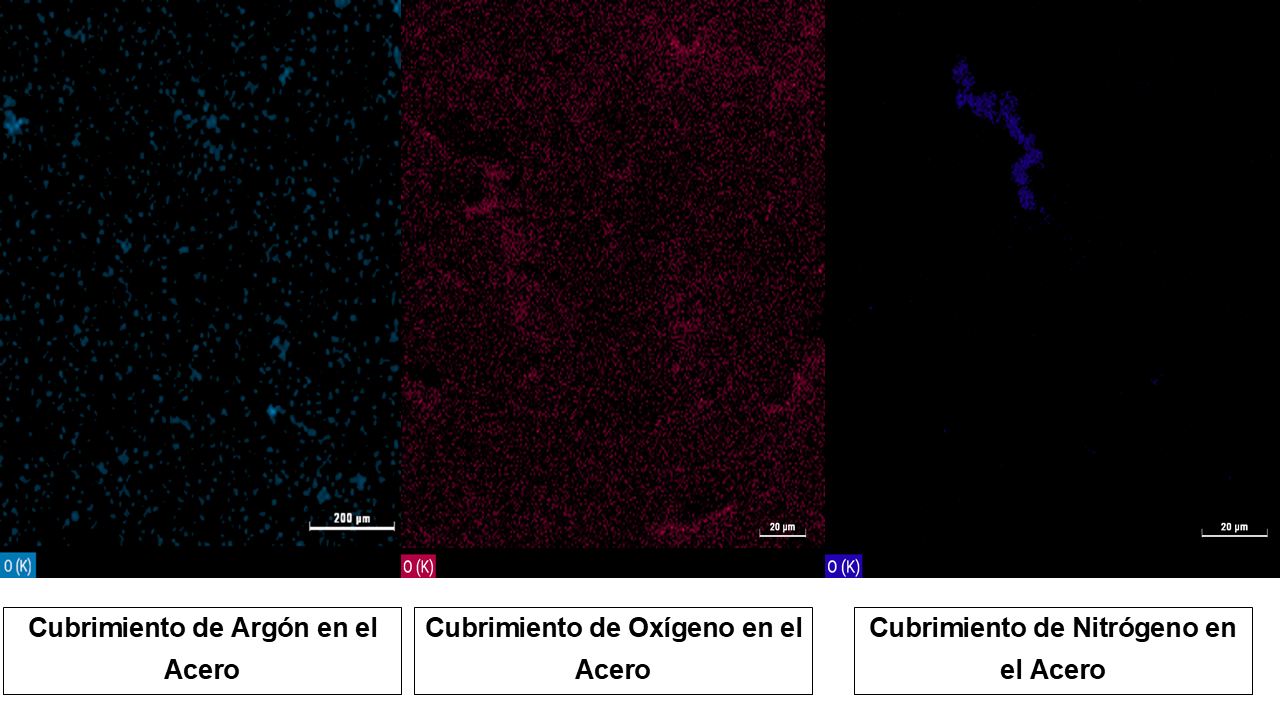 200 µm
20 µm
20 µm
O (K)
O (K)
O (K)
Cubrimiento de Argón en el
Acero
Cubrimiento de Oxígeno en el
Acero
Cubrimiento de Nitrógeno en
el Acero